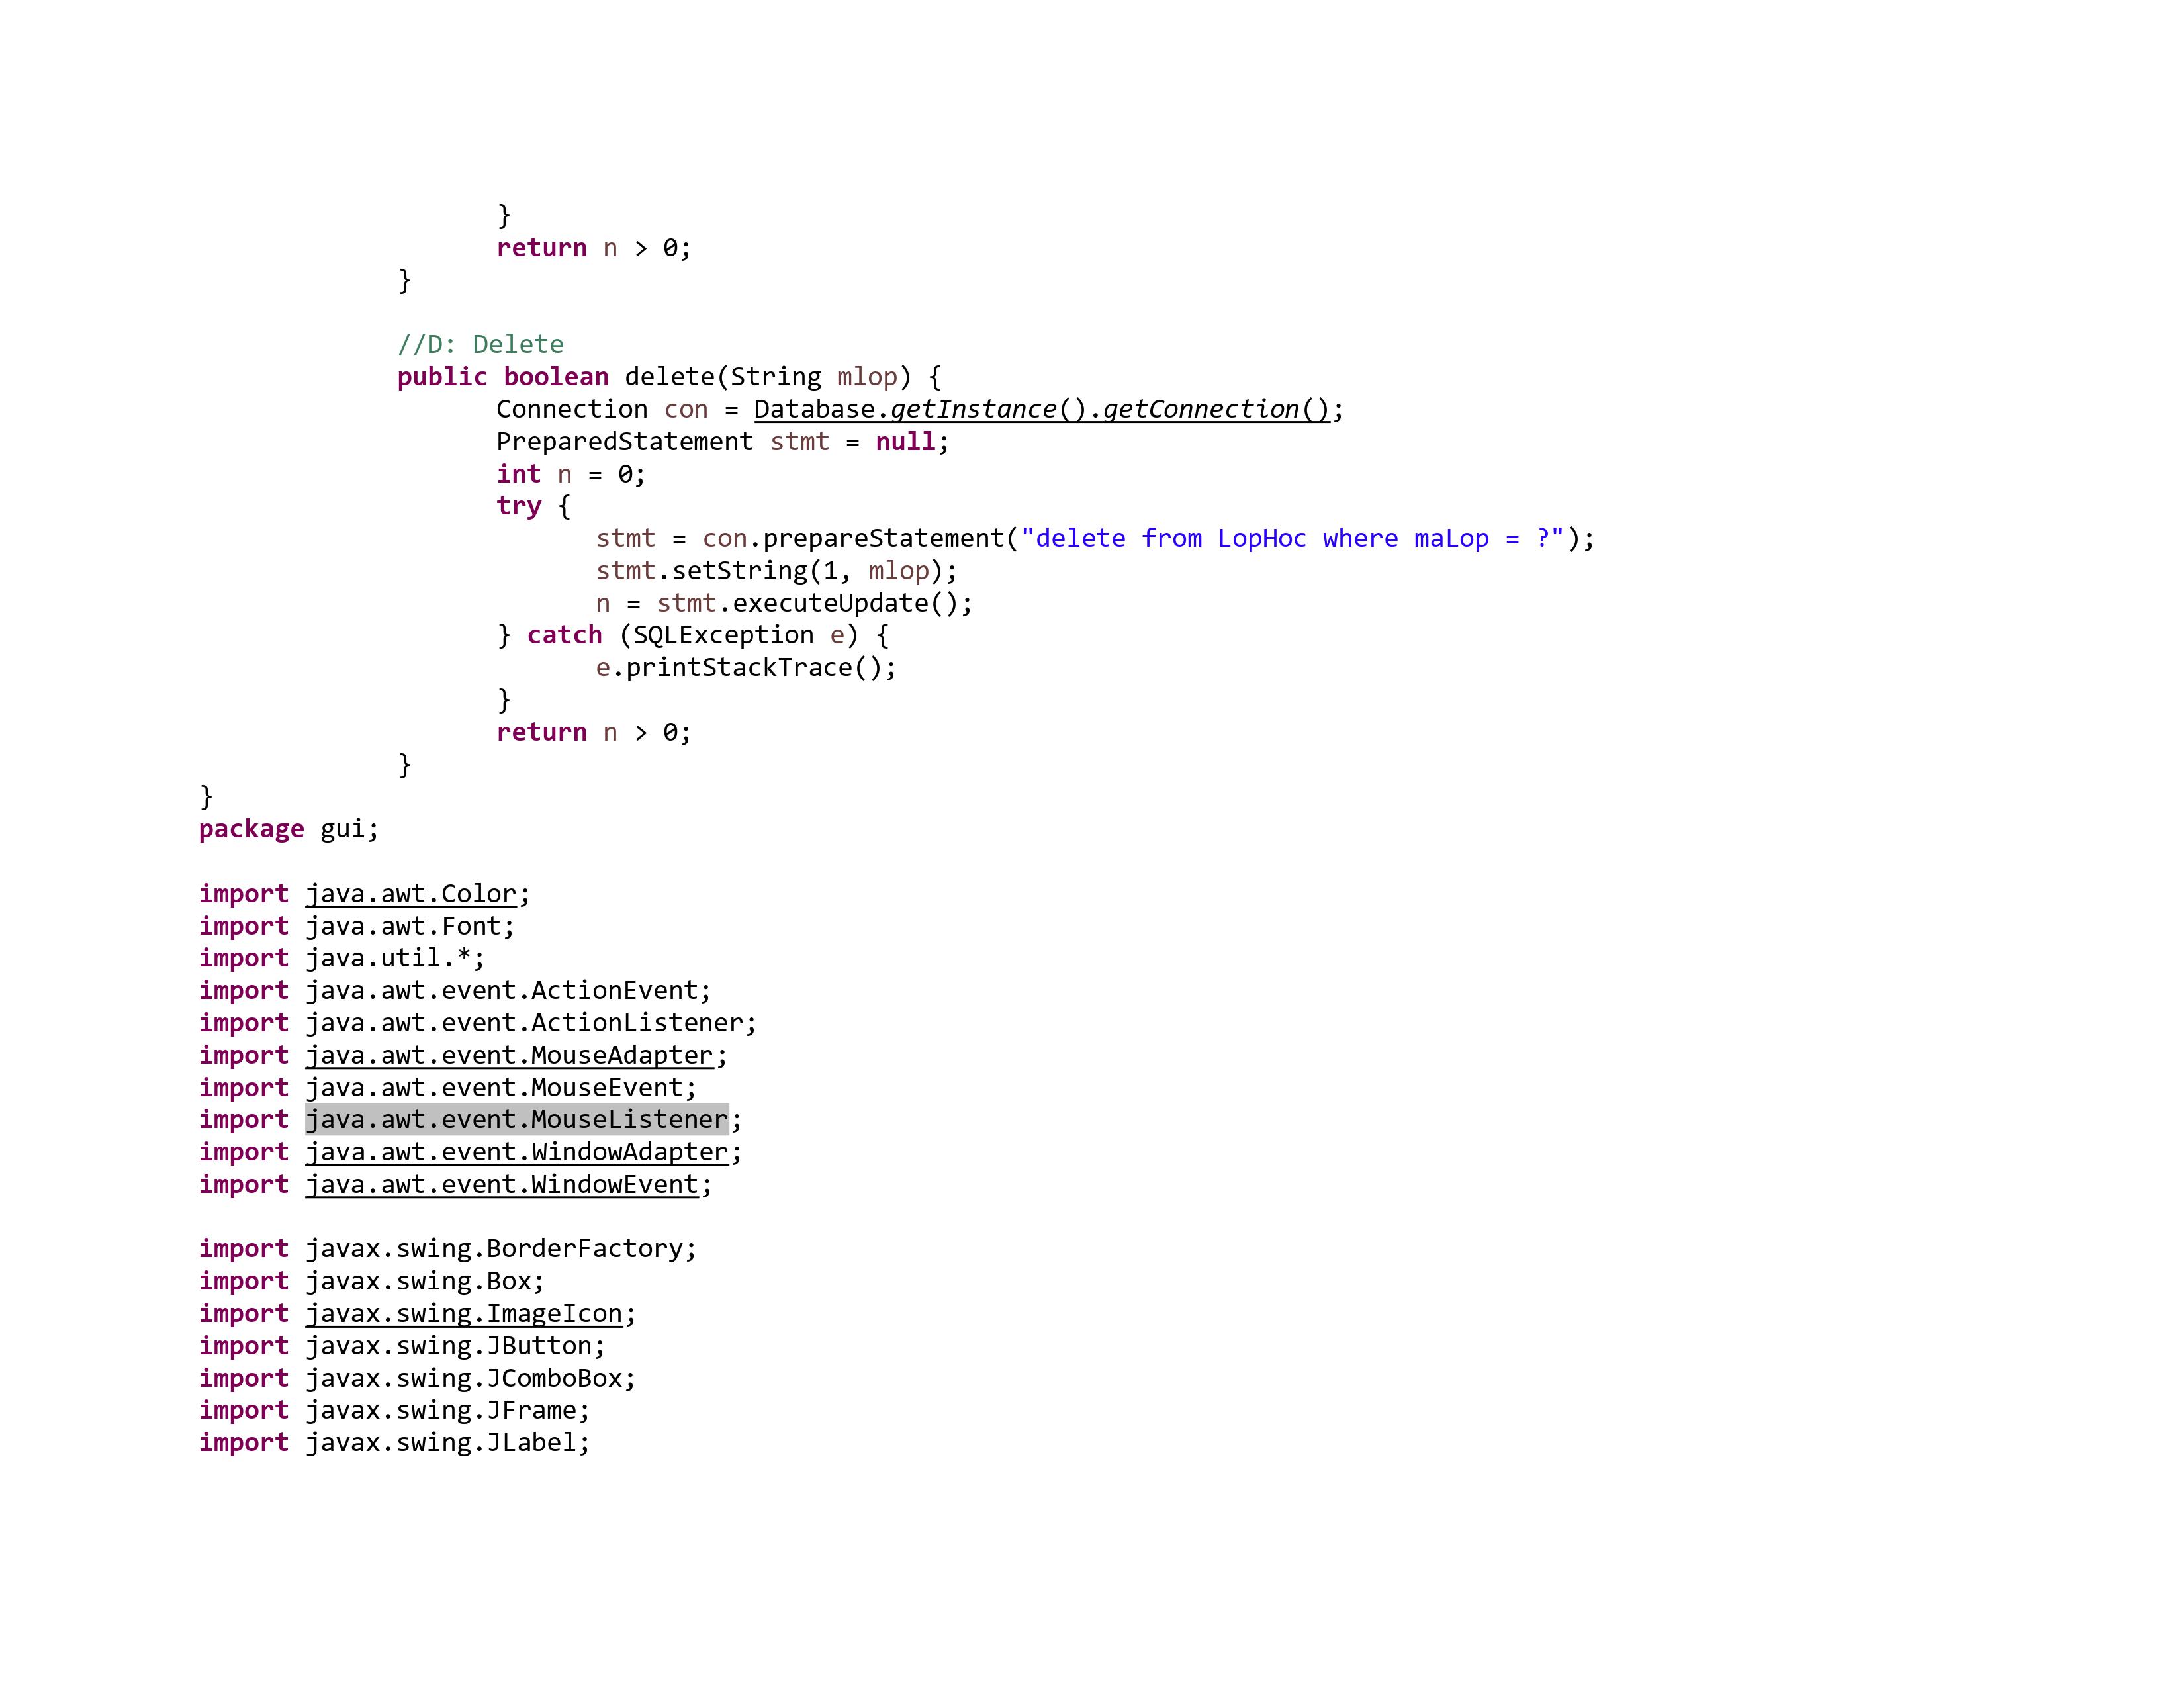 }
return n > 0;
}
//D: Delete
public boolean delete(String mlop) {
Connection con = Database.getInstance().getConnection();
PreparedStatement stmt = null;
int n = 0;
try {
stmt = con.prepareStatement("delete from LopHoc where maLop = ?");
stmt.setString(1, mlop);
n = stmt.executeUpdate();
} catch (SQLException e) {
e.printStackTrace();
}
return n > 0;
}
}
package gui;
import java.awt.Color;
import java.awt.Font;
import java.util.*;
import java.awt.event.ActionEvent;
import java.awt.event.ActionListener;
import java.awt.event.MouseAdapter;
import java.awt.event.MouseEvent;
import java.awt.event.MouseListener;
import java.awt.event.WindowAdapter;
import java.awt.event.WindowEvent;
import javax.swing.BorderFactory;
import javax.swing.Box;
import javax.swing.ImageIcon;
import javax.swing.JButton;
import javax.swing.JComboBox;
import javax.swing.JFrame;
import javax.swing.JLabel;